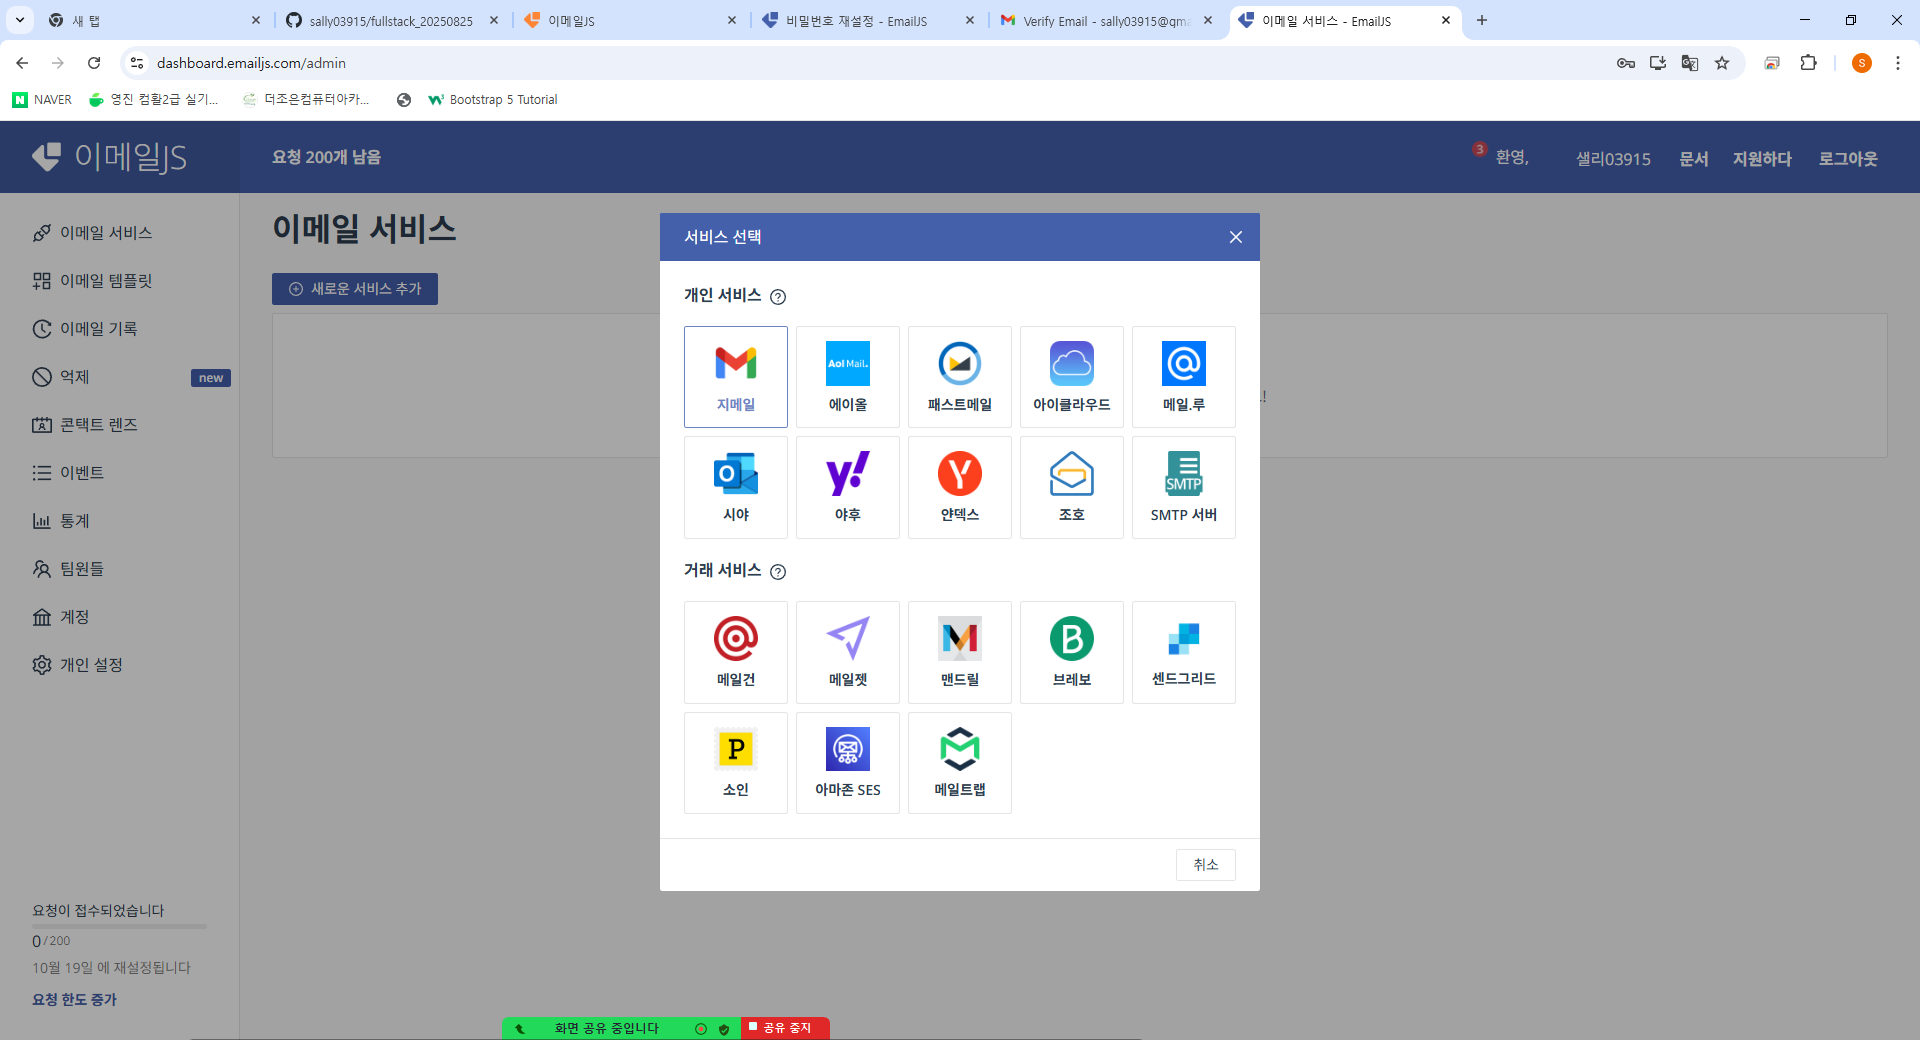 새 탭
sally03915/fullstack_20250825
이메일JS
비밀번호 재설정 - EmailJS
Verify Email - sally03915@gma
이메일 서비스 - EmailJS
dashboard.emailjs.com/admin
S
NAVER
영진 컴활2급 실기...
더조은컴퓨터아카...
Bootstrap 5 Tutorial
이메일JS
요청 200개 남음
3
환영,
샐리03915
문서
지원하다
로그아웃
이메일 서비스
이메일 템플릿
이메일 기록
억제
new
콘택트 렌즈
이벤트
통계
팀원들
계정
개인 설정
요청이 접수되었습니다
0/200
10월 19일 에 재설정됩니다
요청 한도 증가
이메일 서비스
새로운 서비스 추가
서비스 선택
개인 서비스
지메일
Aol Mail.
에이올
패스트메일
아이클라우드
메일.루
시야
야후
얀덱스
조호
SMTP
SMTP 서버
거래 서비스
메일건
메일젯
맨드릴
브레보
센드그리드
소인
아마존 SES
메일트랩
취소
화면 공유 중입니다
공유 중지